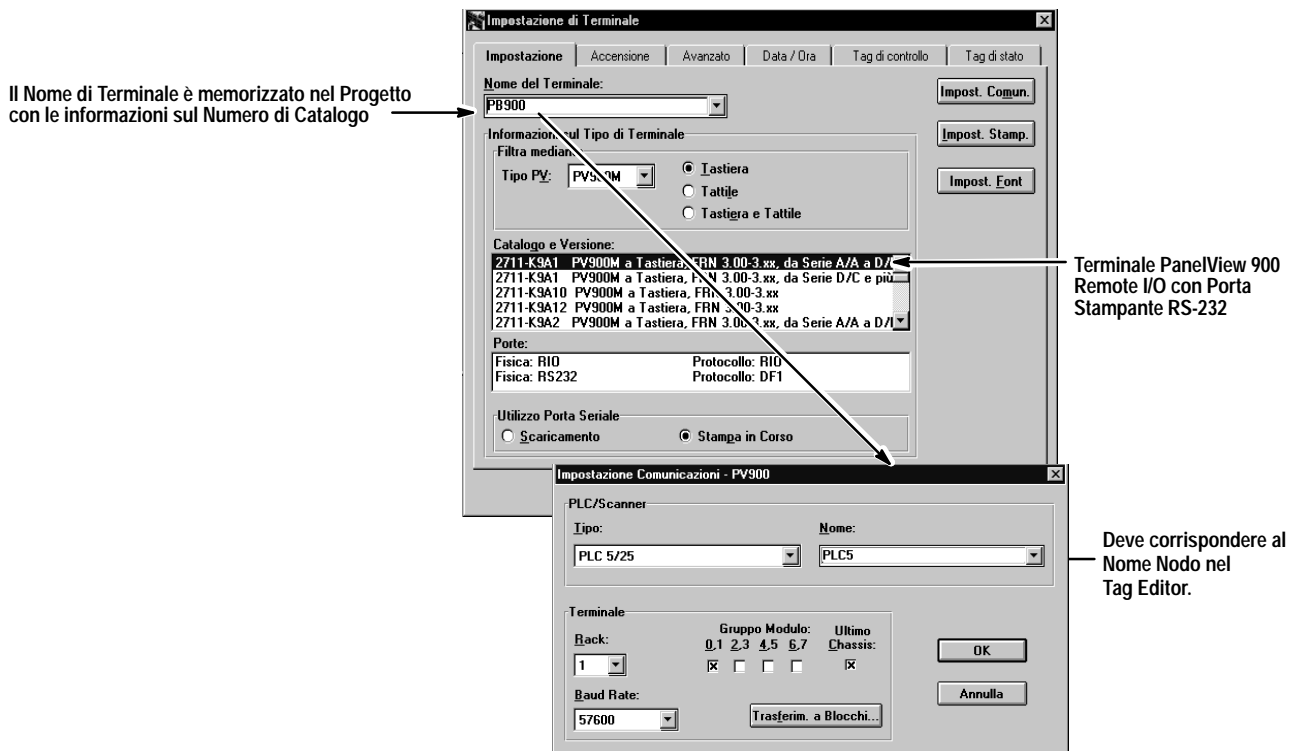 Impostazione di Terminale
Impostazione Accensione Avanzato Data / Ora Tag di controllo Tag di stato
Il Nome di Terminale è memorizzato nel Progetto
con le informazioni sul Numero di Catalogo
Nome del Terminale:
PB900
Impost. Comun.
Impost. Stamp.
Impost. Font
Informazioni sul Tipo di Terminale
Filtra mediante
Tipo PV: PV900M
Tastiera
Tattile
Tastiera e Tattile
Catalogo e Versione:
2711-K9A1 PV900M a Tastiera, FRN 3.00-3.xx, da Serie A/A a D/
2711-K9A1 PV900M a Tastiera, FRN 3.00-3.xx, da Serie D/C e più
2711-K9A10 PV900M a Tastiera, FRN 3.00-3.xx
2711-K9A12 PV900M a Tastiera, FRN 3.00-3.xx
2711-K9A2 PV900M a Tastiera, FRN 3.00-3.xx, da Serie A/A a D/
Terminale PanelView 900
Remote I/O con Porta
Stampante RS-232
Porte:
Fisica: RIO Protocollo: RIO
Fisica: RS232 Protocollo: DF1
Utilizzo Porta Seriale
Scaricamento Stampa in Corso
Impostazione Comunicazioni - PV900
PLC/Scanner
Tipo: Nome:
PLC 5/25 PLC5
Deve corrispondere al
Nome Nodo nel
Tag Editor.
Terminale
Rack:
1
Gruppo Modulo:
0,1 2,3 4,5 6,7
Ultimo
Chassis:
OK
Baud Rate:
57600
Trasferim. a Blocchi...
Annulla